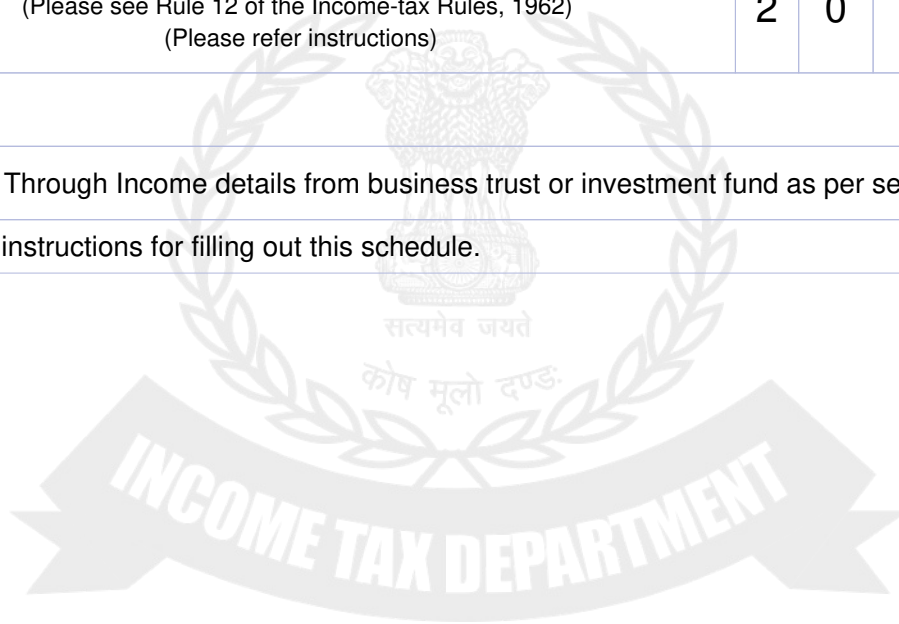 (Please see Rule 12 of the Income-tax Rules, 1962)
(Please refer instructions)
2 0
Through Income details from business trust or investment fund as per se
instructions for filling out this schedule.
सत्यमेव जयते
कोष मूलो दण्डः
INCOME TAX DEPARTMENT